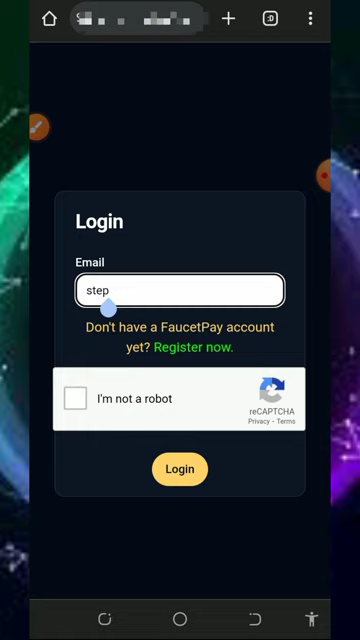 :D
Login
Email
step
Don't have a FaucetPay account
yet? Register now.
I'm not a robot
reCAPTCHA
Privacy - Terms
Login